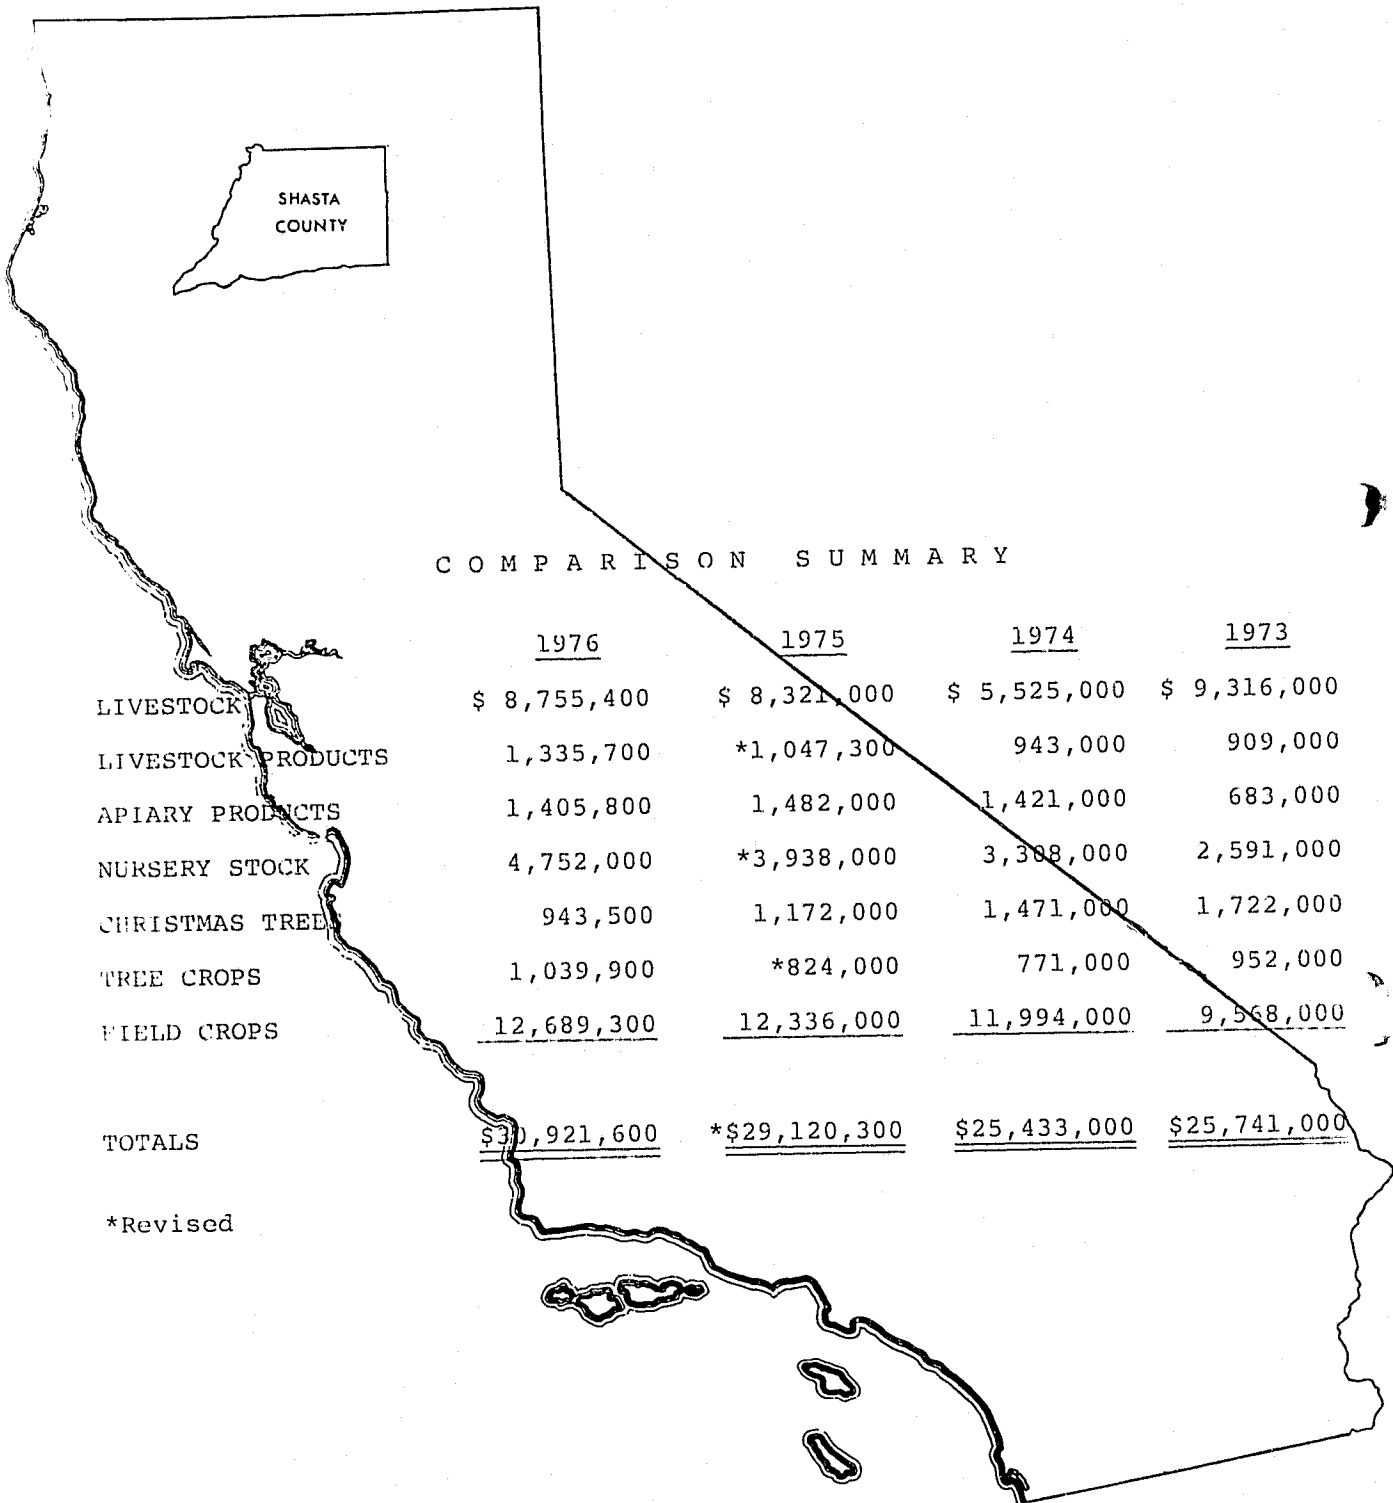 SHASTA
COUNTY
COMPARISON SUMMARY
1976 1975 1974 1973
LIVESTOCK $ 8,755,400 $ 8,321,000 $ 5,525,000 $ 9,316,000
LIVESTOCK PRODUCTS 1,335,700 *1,047,300 943,000 909,000
APIARY PRODUCTS 1,405,800 1,482,000 1,421,000 683,000
NURSERY STOCK 4,752,000 *3,938,000 3,308,000 2,591,000
CHRISTMAS TREE 943,500 1,172,000 1,471,000 1,722,000
TREE CROPS 1,039,900 *824,000 771,000 952,000
FIELD CROPS 12,689,300 12,336,000 11,994,000 9,568,000
TOTALS $30,921,600 *$29,120,300 $25,433,000 $25,741,000
*Revised